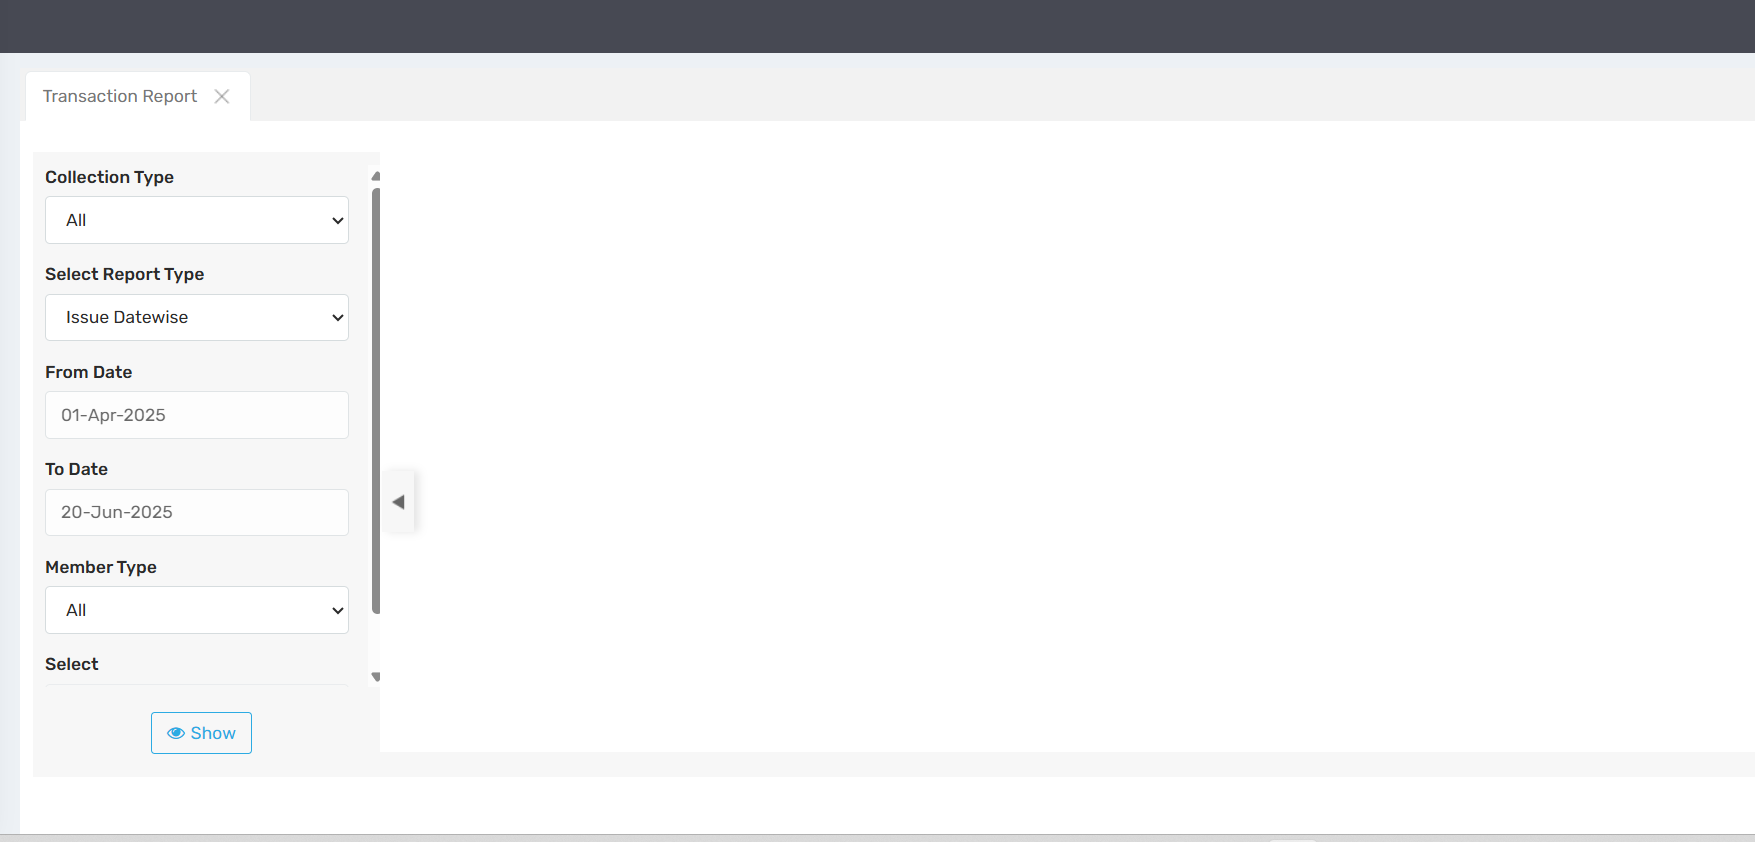 Transaction Report
Collection Type
All
Select Report Type
Issue Datewise
From Date
01-Apr-2025
To Date
20-Jun-2025
Member Type
All
Select
Show